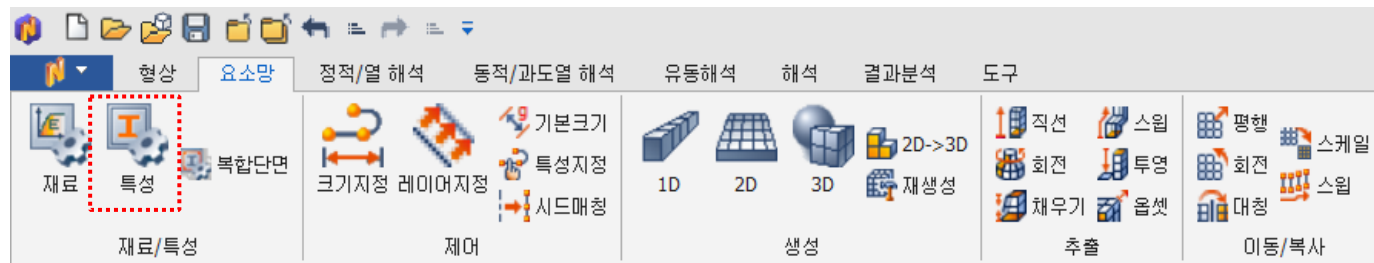 형상 요소망 정적/열 해석 동적/과도열 해석 유동해석 해석 결과분석 도구
재료 특성 복합단면
크기지정 레이어지정 기본크기
특성지정
시드매칭
1D 2D 3D 2D->3D
재생성
직선 스윕
회전 투영
채우기 옵셋
평행 스케일
회전 스윕
대칭
재료/특성 제어 생성 추출 이동/복사